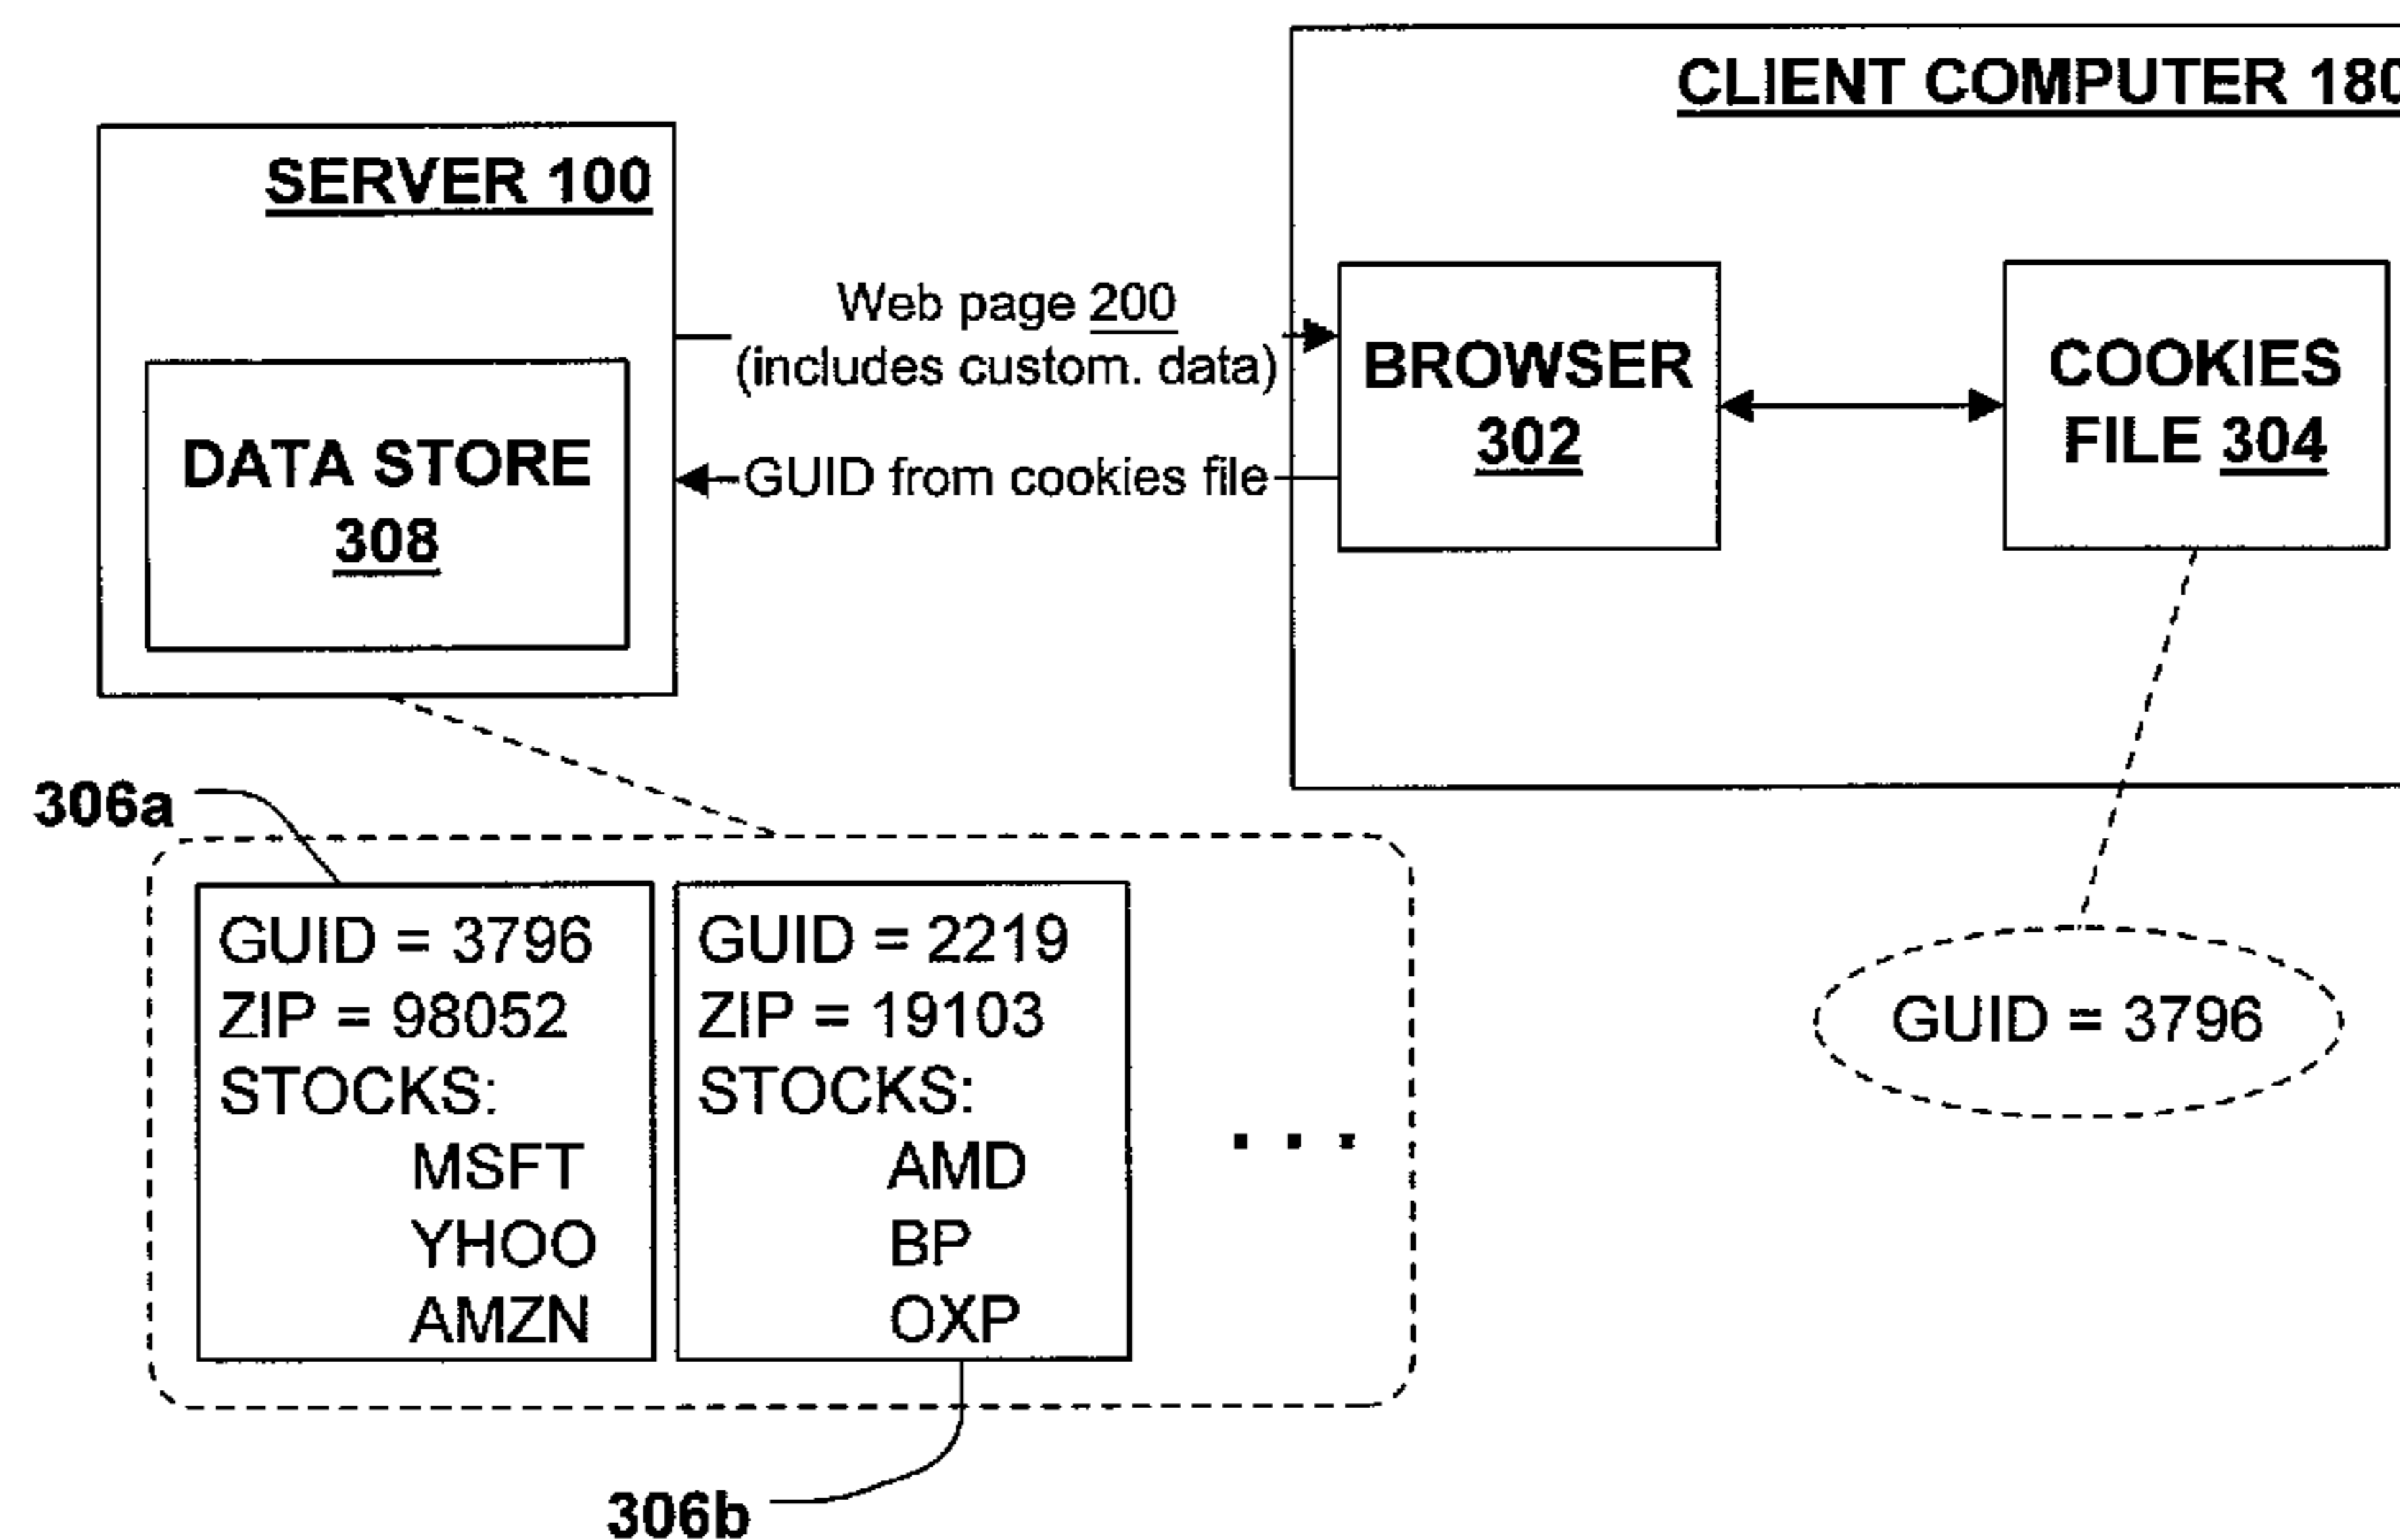 CLIENT COMPUTER 180
SERVER 100
Web page 200
(includes custom. data)
BROWSER
302
COOKIES
FILE 304
DATA STORE
308
GUID from cookies file
306a
GUID = 3796
ZIP = 98052
STOCKS:
MSFT
YHOO
AMZN
GUID = 2219
ZIP = 19103
STOCKS:
AMD
BP
OXP
. . .
GUID = 3796
306b